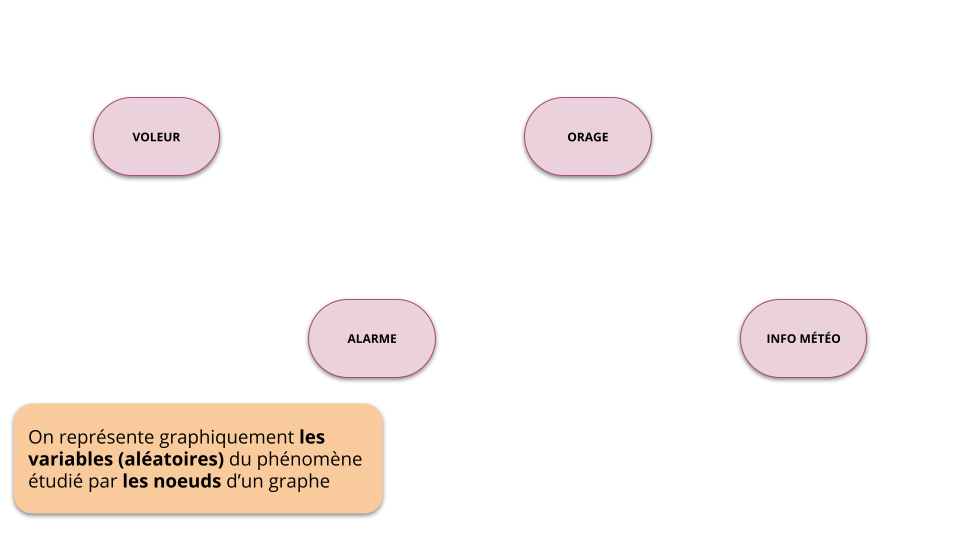 VOLEUR
ORAGE
ALARME
INFO MÉTÉO
On représente graphiquement les
variables (aléatoires) du phénomène
étudié par les noeuds d’un graphe